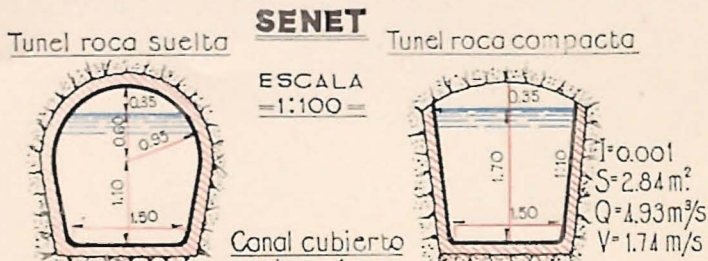 SENET
Tunel roca suelta
Tunel roca compacta
ESCALA
=1:100=
0.35
0.60
0.95
1.10
1.50
0.35
1.70
1:10
1.50
I=0.001
S=2.84 m².
Q=4.93 m³/s
V=1.74 m/s
Canal cubierto